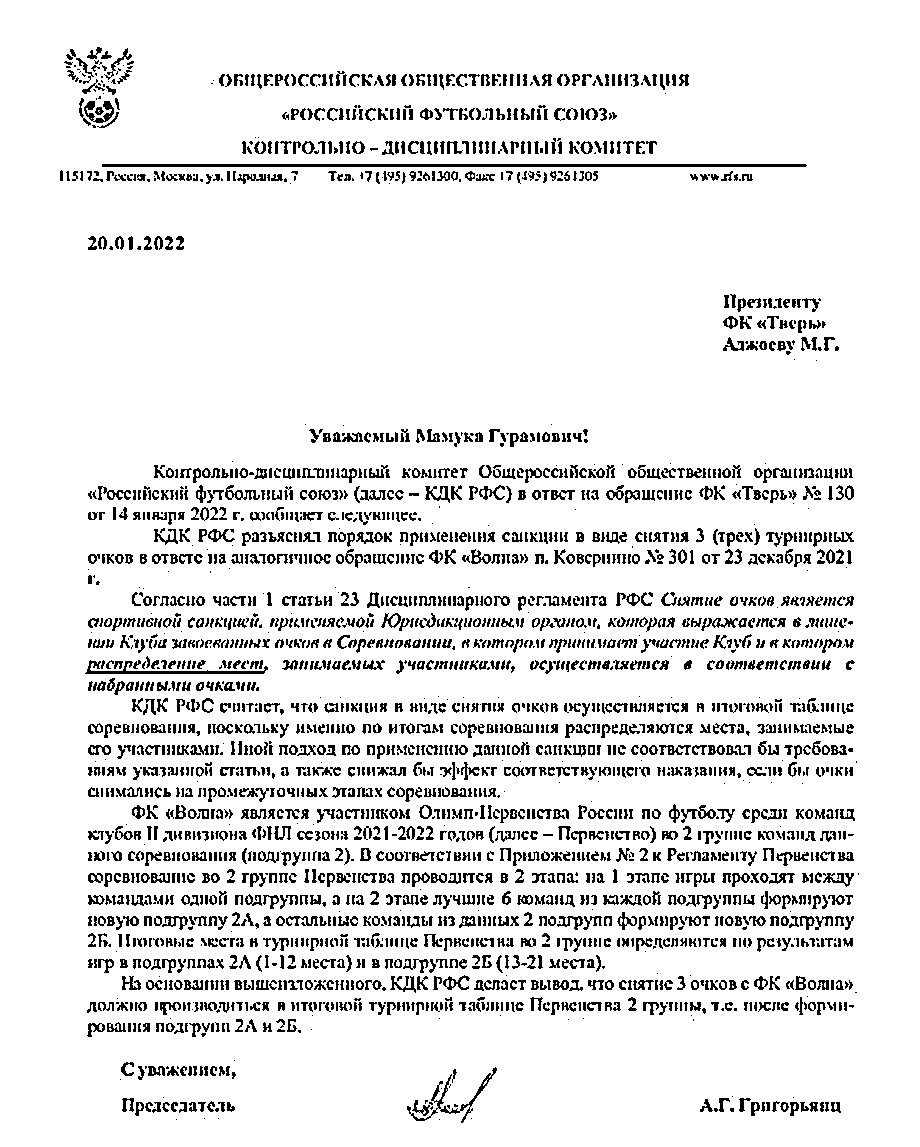 ОБЩЕРОССИЙСКАЯ ОБЩЕСТВЕННАЯ ОРГАНИЗАЦИЯ
«РОССИЙСКИЙ ФУТБОЛЬНЫЙ СОЮЗ»
КОНТРОЛЬНО – ДИСЦИПЛИНАРНЫЙ КОМИТЕТ
115172, Россия, Москва, ул. Народная, 7 Тел. +7 (495) 9261300, Факс +7 (495) 9261305 www.rfs.ru
20.01.2022
Президенту
ФК «Тверь»
Аджоеву М.Г.
Уважаемый Мамука Гурамович!
Контрольно-дисциплинарный комитет Общероссийской общественной организации
«Российский футбольный союз» (далее – КДК РФС) в ответ на обращение ФК «Тверь» № 130
от 14 января 2022 г. сообщает следующее.
КДК РФС разъяснял порядок применения санкции в виде снятия 3 (трех) турнирных
очков в ответе на аналогичное обращение ФК «Волна» п. Ковернино № 301 от 23 декабря 2021
г.
Согласно части 1 статьи 23 Дисциплинарного регламента РФС Снятие очков является
спортивной санкцией, применяемой Юрисдикционным органом, которая выражается в лише-
нии Клуба завоеванных очков в Соревновании, в котором принимает участие Клуб и в котором
распределение мест, занимаемых участниками, осуществляется в соответствии с
набранными очками.
КДК РФС считает, что санкция в виде снятия очков осуществляется в итоговой таблице
соревнования, поскольку именно по итогам соревнования распределяются места, занимаемые
его участниками. Иной подход по применению данной санкции не соответствовал бы требова-
ниям указанной статьи, а также снижал бы эффект соответствующего наказания, если бы очки
снимались на промежуточных этапах соревнования.
ФК «Волна» является участником Олимп-Первенства России по футболу среди команд
клубов II дивизиона ФНЛ сезона 2021-2022 годов (далее – Первенство) во 2 группе команд дан-
ного соревнования (подгруппа 2). В соответствии с Приложением № 2 к Регламенту Первенства
соревнование во 2 группе Первенства проводится в 2 этапа: на 1 этапе игры проходят между
командами одной подгруппы, а на 2 этапе лучшие 6 команд из каждой подгруппы формируют
новую подгруппу 2А, а остальные команды из данных 2 подгрупп формируют новую подгруппу
2Б. Итоговые места в турнирной таблице Первенства во 2 группе определяются по результатам
игр в подгруппах 2А (1-12 места) и в подгруппе 2Б (13-21 места).
На основании вышеизложенного, КДК РФС делает вывод, что снятие 3 очков с ФК «Волна»
должно производиться в итоговой турнирной таблице Первенства 2 группы, т.е. после форми-
рования подгрупп 2А и 2Б.
С уважением,
Председатель А.Г. Григорьянц